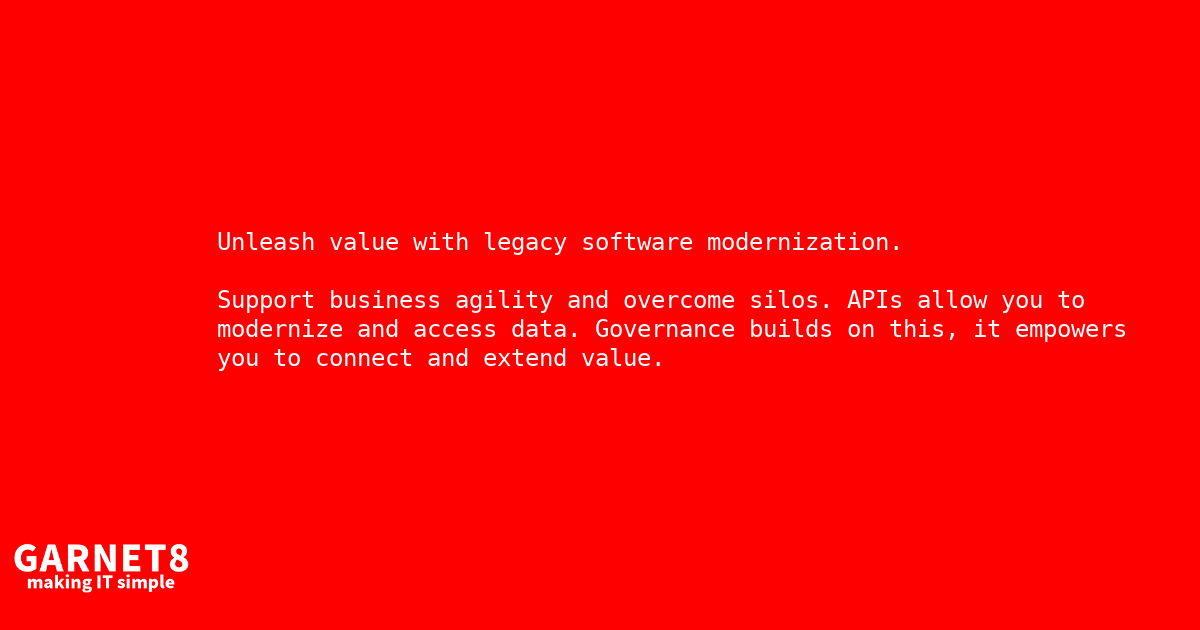 Unleash value with legacy software modernization.
Support business agility and overcome silos. APIs allow you to
modernize and access data. Governance builds on this, it empowers
you to connect and extend value.
GARNET8
making IT simple